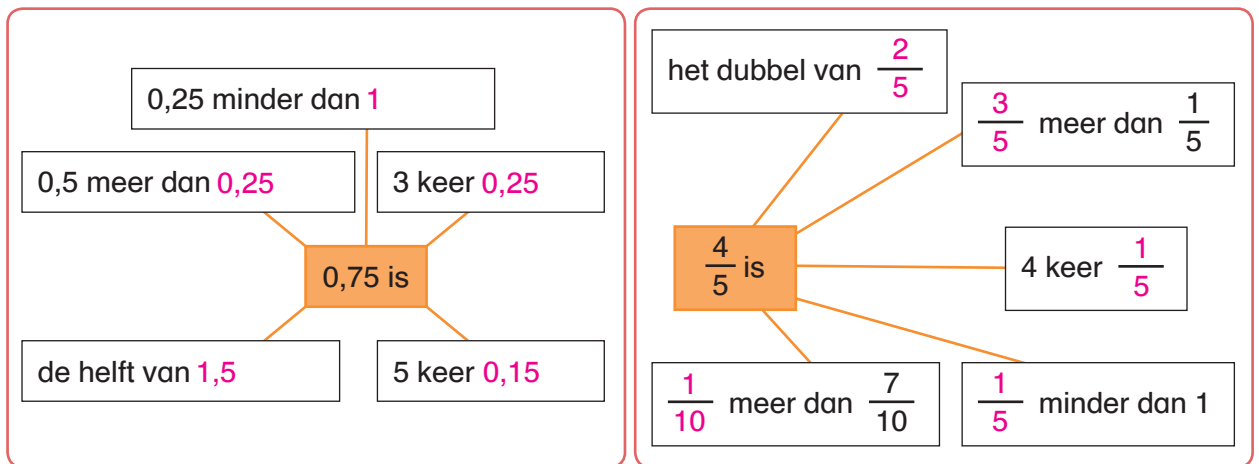 0,25 minder dan 1
0,5 meer dan 0,25
3 keer 0,25
0,75 is
de helft van 1,5
5 keer 0,15
het dubbel van 2/5
3/5 meer dan 1/5
4/5 is
4 keer 1/5
1/10 meer dan 7/10
1/5 minder dan 1